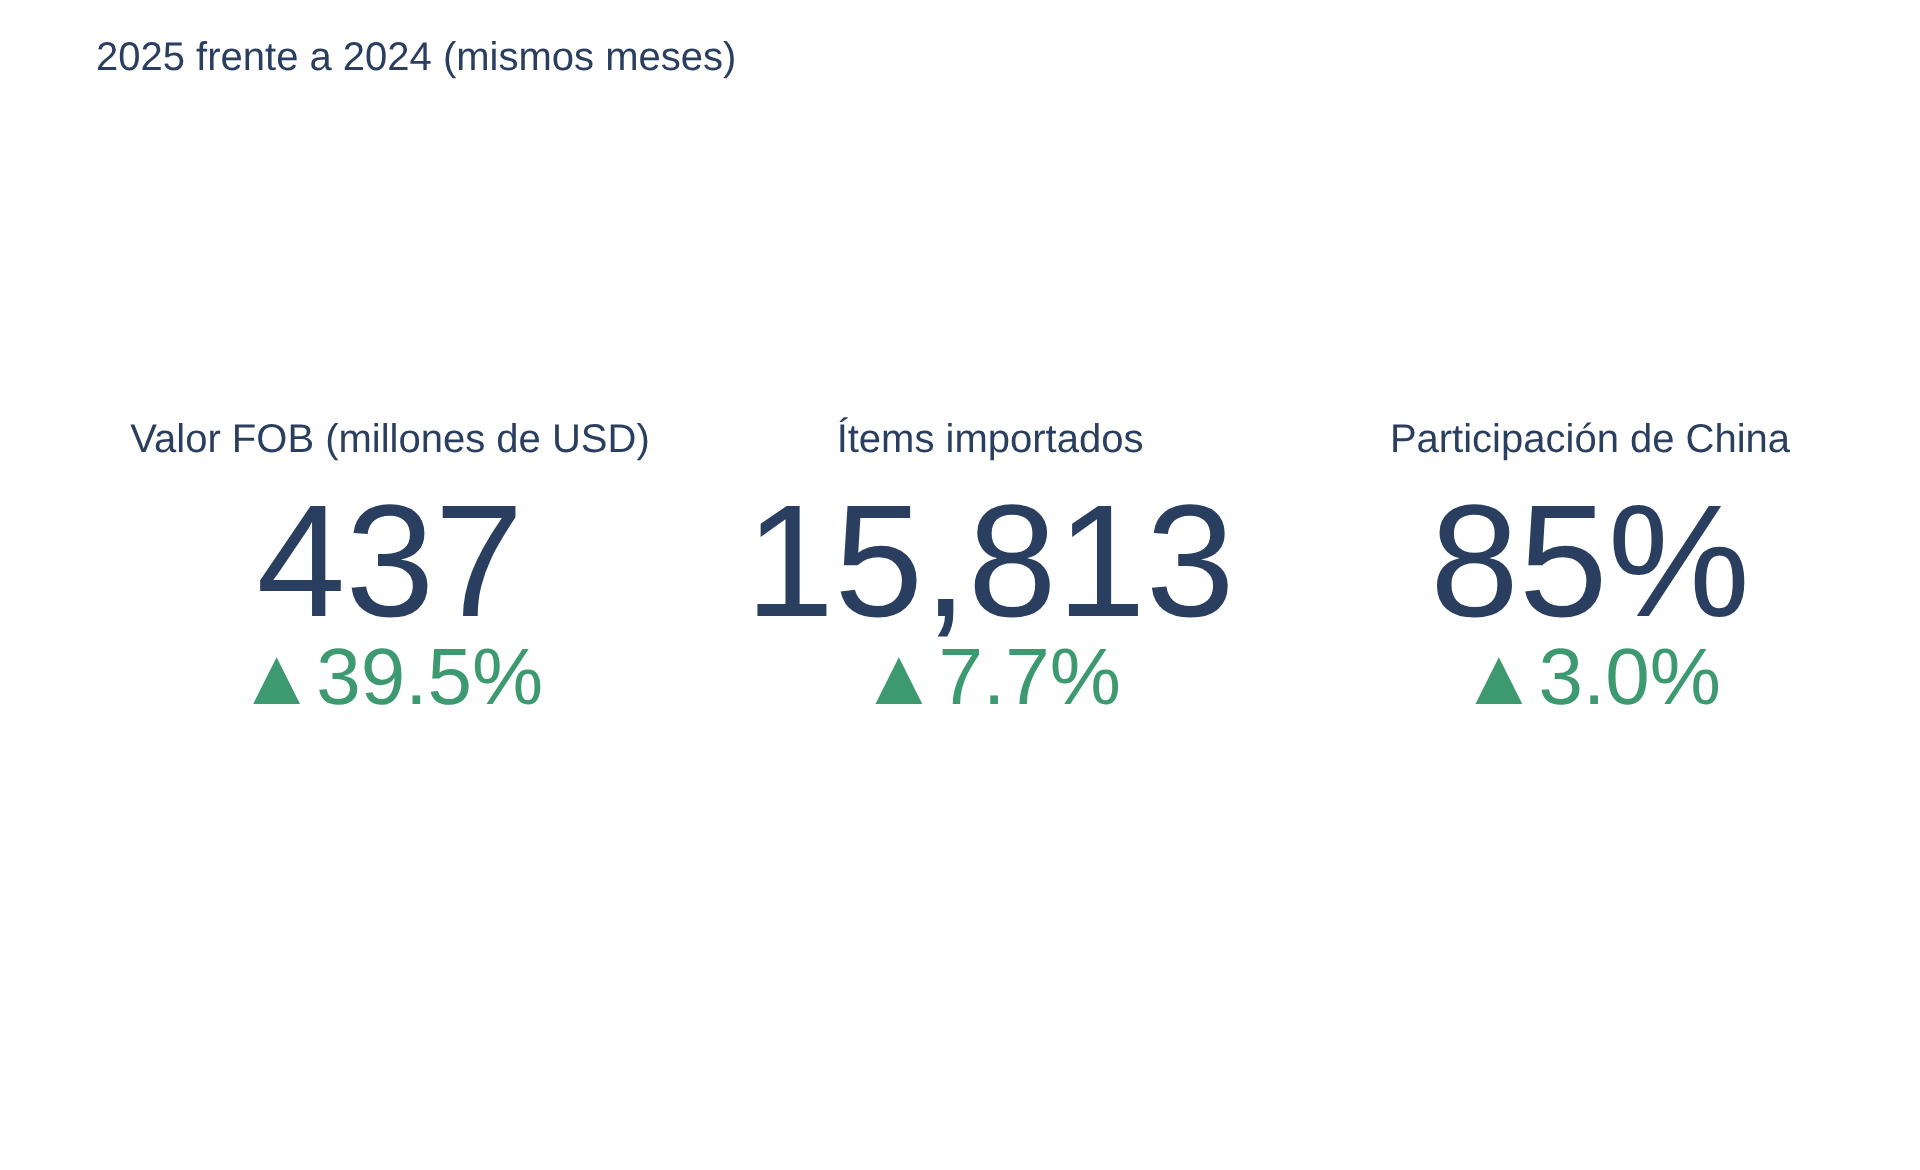 2025 frente a 2024 (mismos meses)
Valor FOB (millones de USD)
437
▲39.5%
Ítems importados
15,813
▲7.7%
Participación de China
85%
▲3.0%